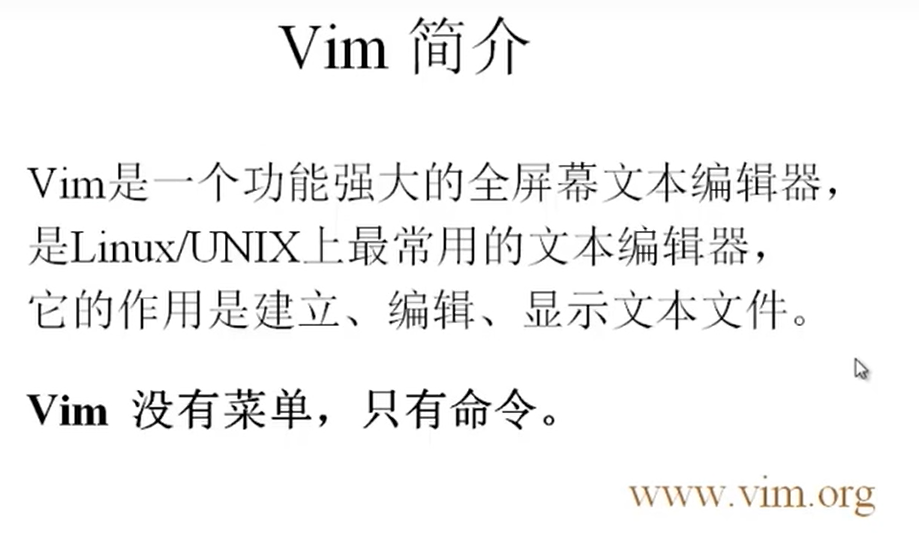 Vim 简介
Vim是一个功能强大的全屏幕文本编辑器，
是Linux/UNIX上最常用的文本编辑器，
它的作用是建立、编辑、显示文本文件。
Vim 没有菜单，只有命令。
www.vim.org